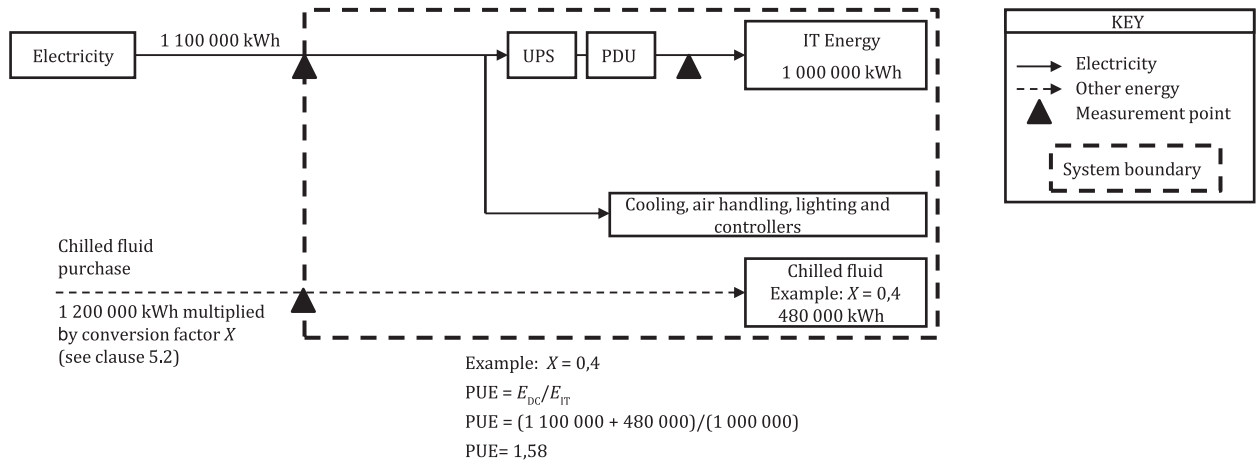 Electricity
1 100 000 kWh
UPS
PDU
IT Energy
1 000 000 kWh
Cooling, air handling, lighting and
controllers
Chilled fluid
purchase
1 200 000 kWh multiplied
by conversion factor X
(see clause 5.2)
Chilled fluid
Example: X = 0,4
480 000 kWh
Example: X = 0,4
PUE = E_DC/E_IT
PUE = (1 100 000 + 480 000)/(1 000 000)
PUE= 1,58
KEY
Electricity
Other energy
Measurement point
System boundary